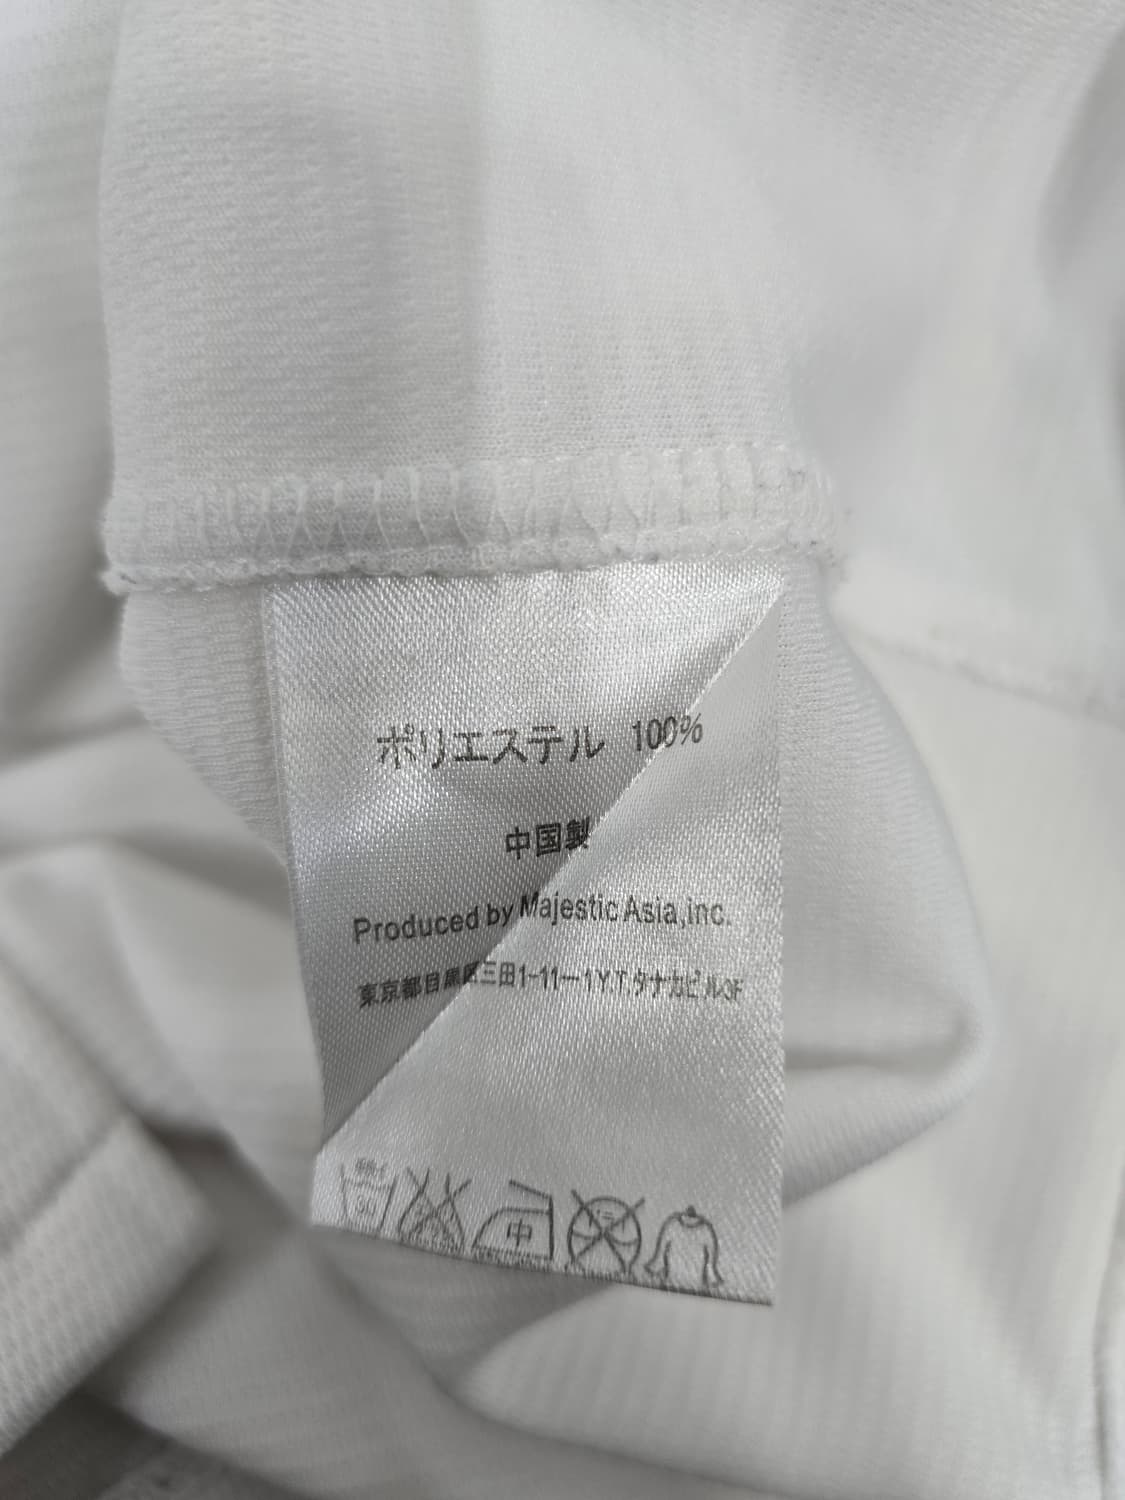 ポリエステル 100%
中国製
Produced by Majestic Asia,inc.
東京都目黒区三田1-11-1Y.T.タナカビル3F
中